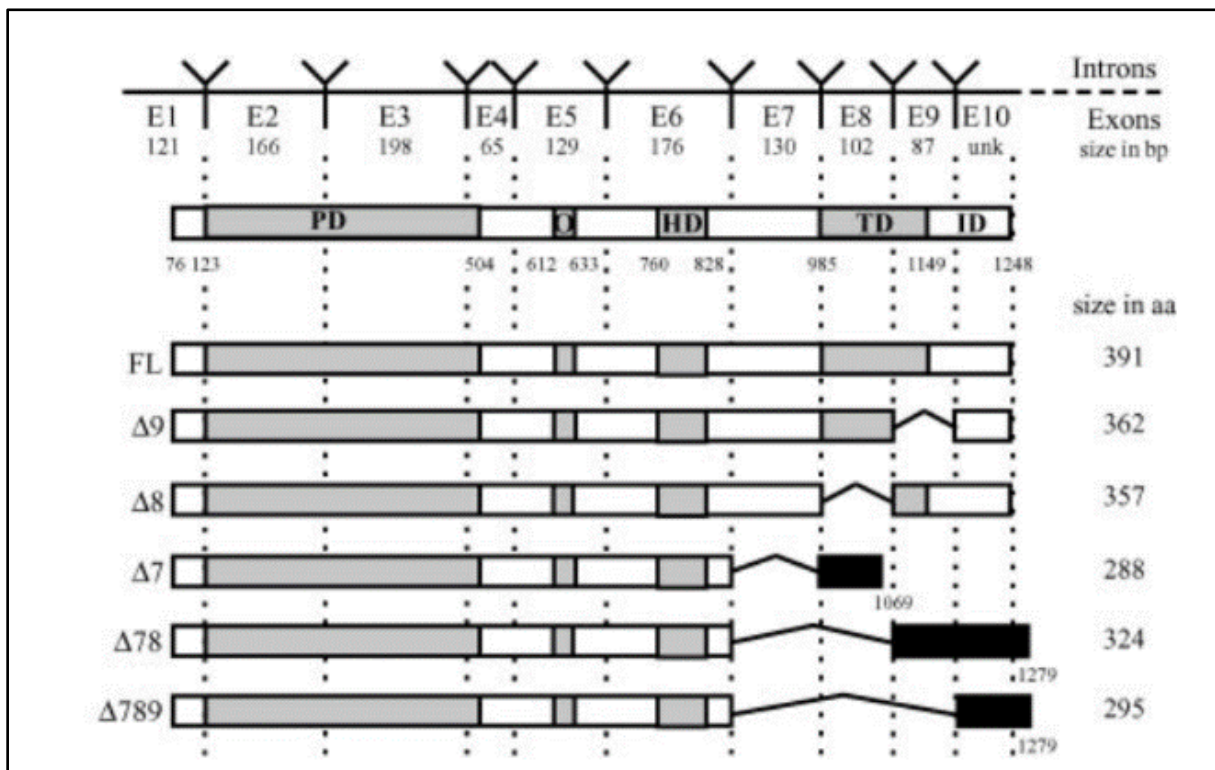 Introns
E1 E2 E3 E4 E5 E6 E7 E8 E9 E10 Exons
121 166 198 65 129 176 130 102 87 unk size in bp
PD O HD TD ID
76 123 504 612 633 760 828 985 1149 1248
size in aa
FL 391
Δ9 362
Δ8 357
Δ7 288
1069
Δ78 324
1279
Δ789 295
1279